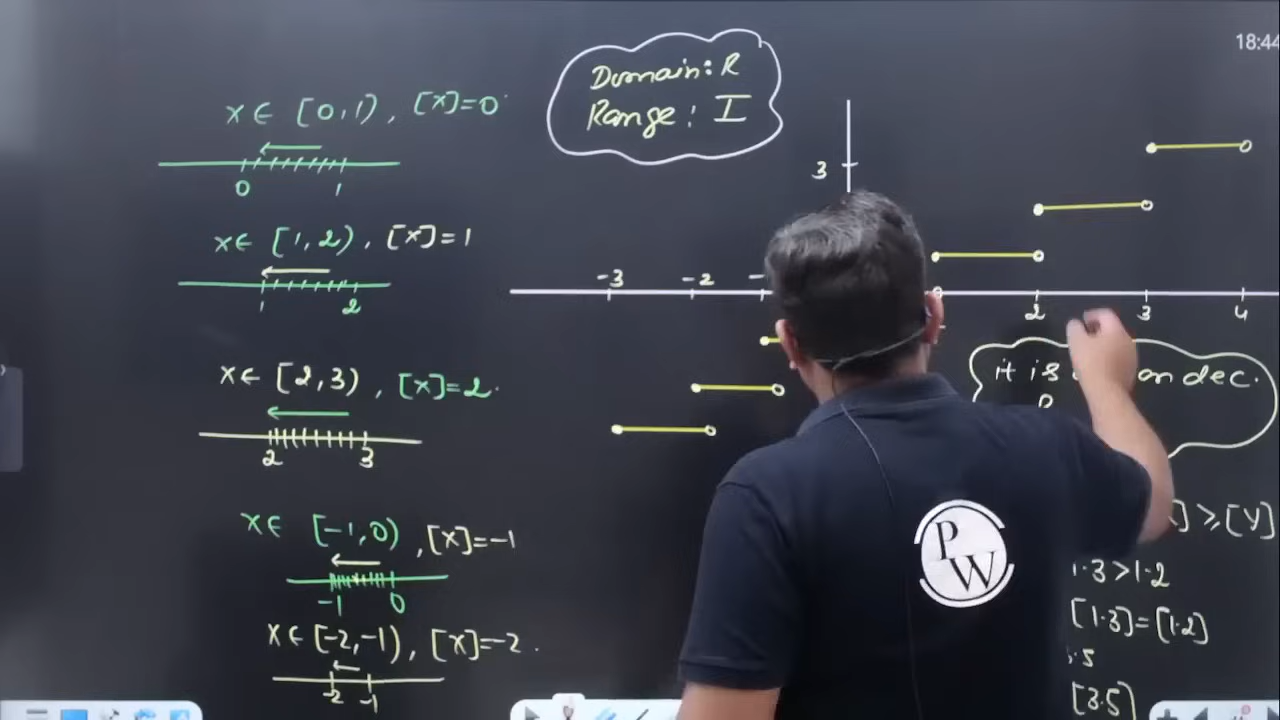 18:44
Domain: R
Range: I
x ∈ [0,1), [x]=0
0 1
x ∈ [1,2), [x]=1
1 2
x ∈ [2,3), [x]=2
2 3
x ∈ [-1,0), [x]=-1
-1 0
x ∈ [-2,-1), [x]=-2
-2 -1
3
-3 -2
2 3 4
it is on dec.
] ≥ [Y]
1.3 > 1.2
[1.3] = [1.2]
.5
[3.5]
P
W